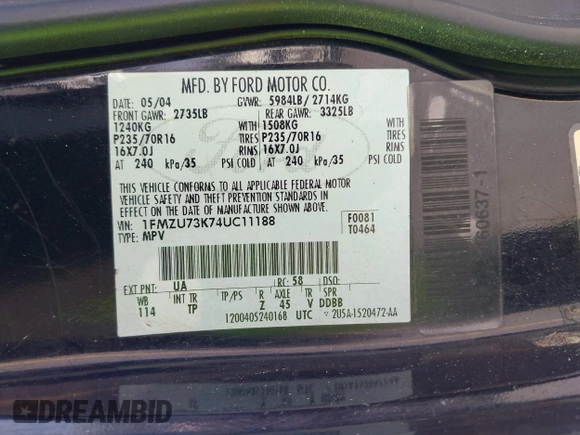 MFD. BY FORD MOTOR CO.
DATE 05/04 GVWR: 5984LB / 2714KG
FRONT GAWR: 2735LB REAR GAWR: 3325LB
1240KG WITH 1508KG WITH
P235/70R16 TIRES P235/70R16 TIRES
16X7.0J RIMS 16X7.0J RIMS
AT 240 kPa/35 PSI COLD AT 240 kPa/35 PSI COLD
THIS VEHICLE CONFORMS TO ALL APPLICABLE FEDERAL MOTOR
VEHICLE SAFETY AND THEFT PREVENTION STANDARDS IN EFFECT
ON THE DATE OF MANUFACTURE SHOWN ABOVE.
VIN: 1FMZU73K74UC11188 F0081
TYPE: MPV T0464
EXT PNT: UA RC: 58 DSO:
WB INT TR TP/PS R AXLE TR SPR
114 TP Z 45 V DDBB
1200405240168 UTC 2U5A-1520472-AA
60637-1
Ford
DREAMBID